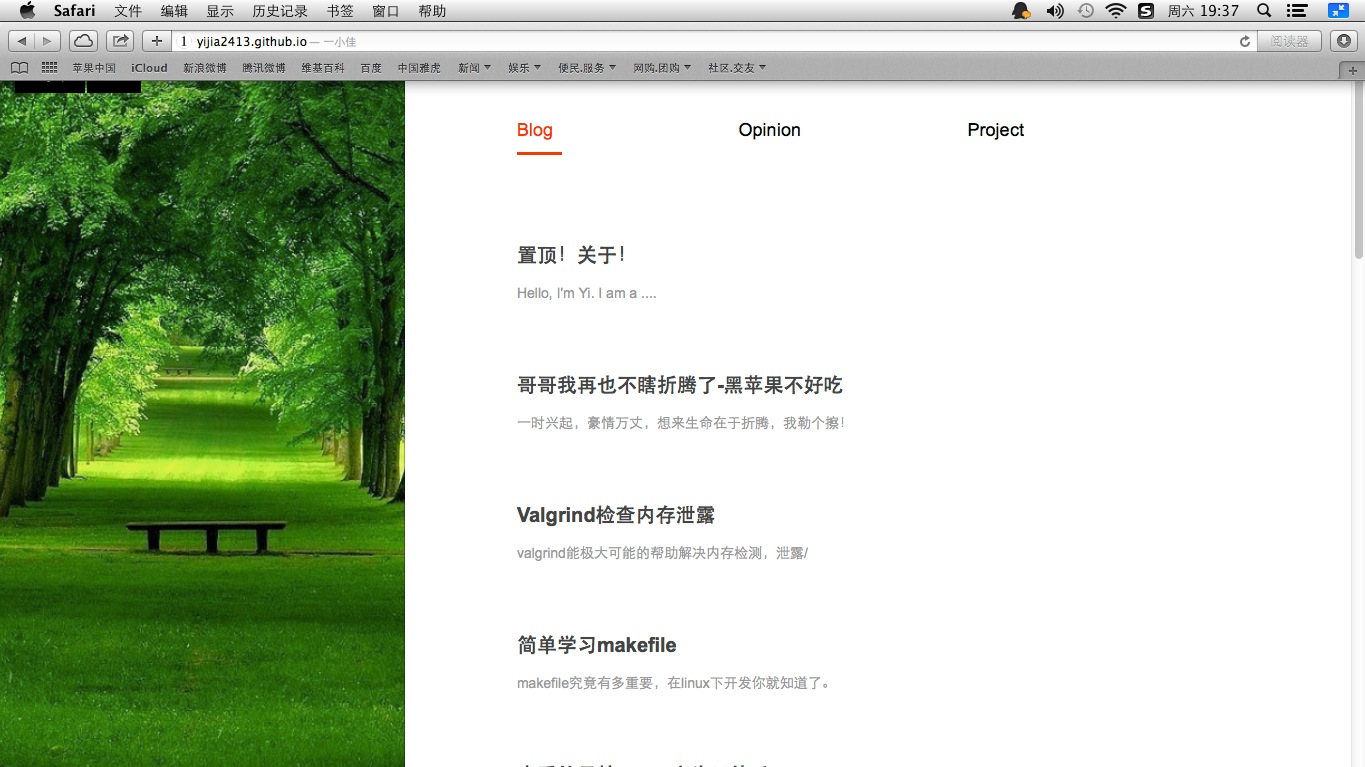 Safari 文件 编辑 显示 历史记录 书签 窗口 帮助 周六 19:37
1 yijia2413.github.io — 一小佳 阅读器
苹果中国 iCloud 新浪微博 腾讯微博 维基百科 百度 中国雅虎 新闻 娱乐 便民.服务 网购.团购 社区.交友
Blog Opinion Project
置顶！关于！
Hello, I'm Yi. I am a ....
哥哥我再也不瞎折腾了-黑苹果不好吃
一时兴起，豪情万丈，想来生命在于折腾，我勒个擦！
Valgrind检查内存泄露
valgrind能极大可能的帮助解决内存检测，泄露/
简单学习makefile
makefile究竟有多重要，在linux下开发你就知道了。